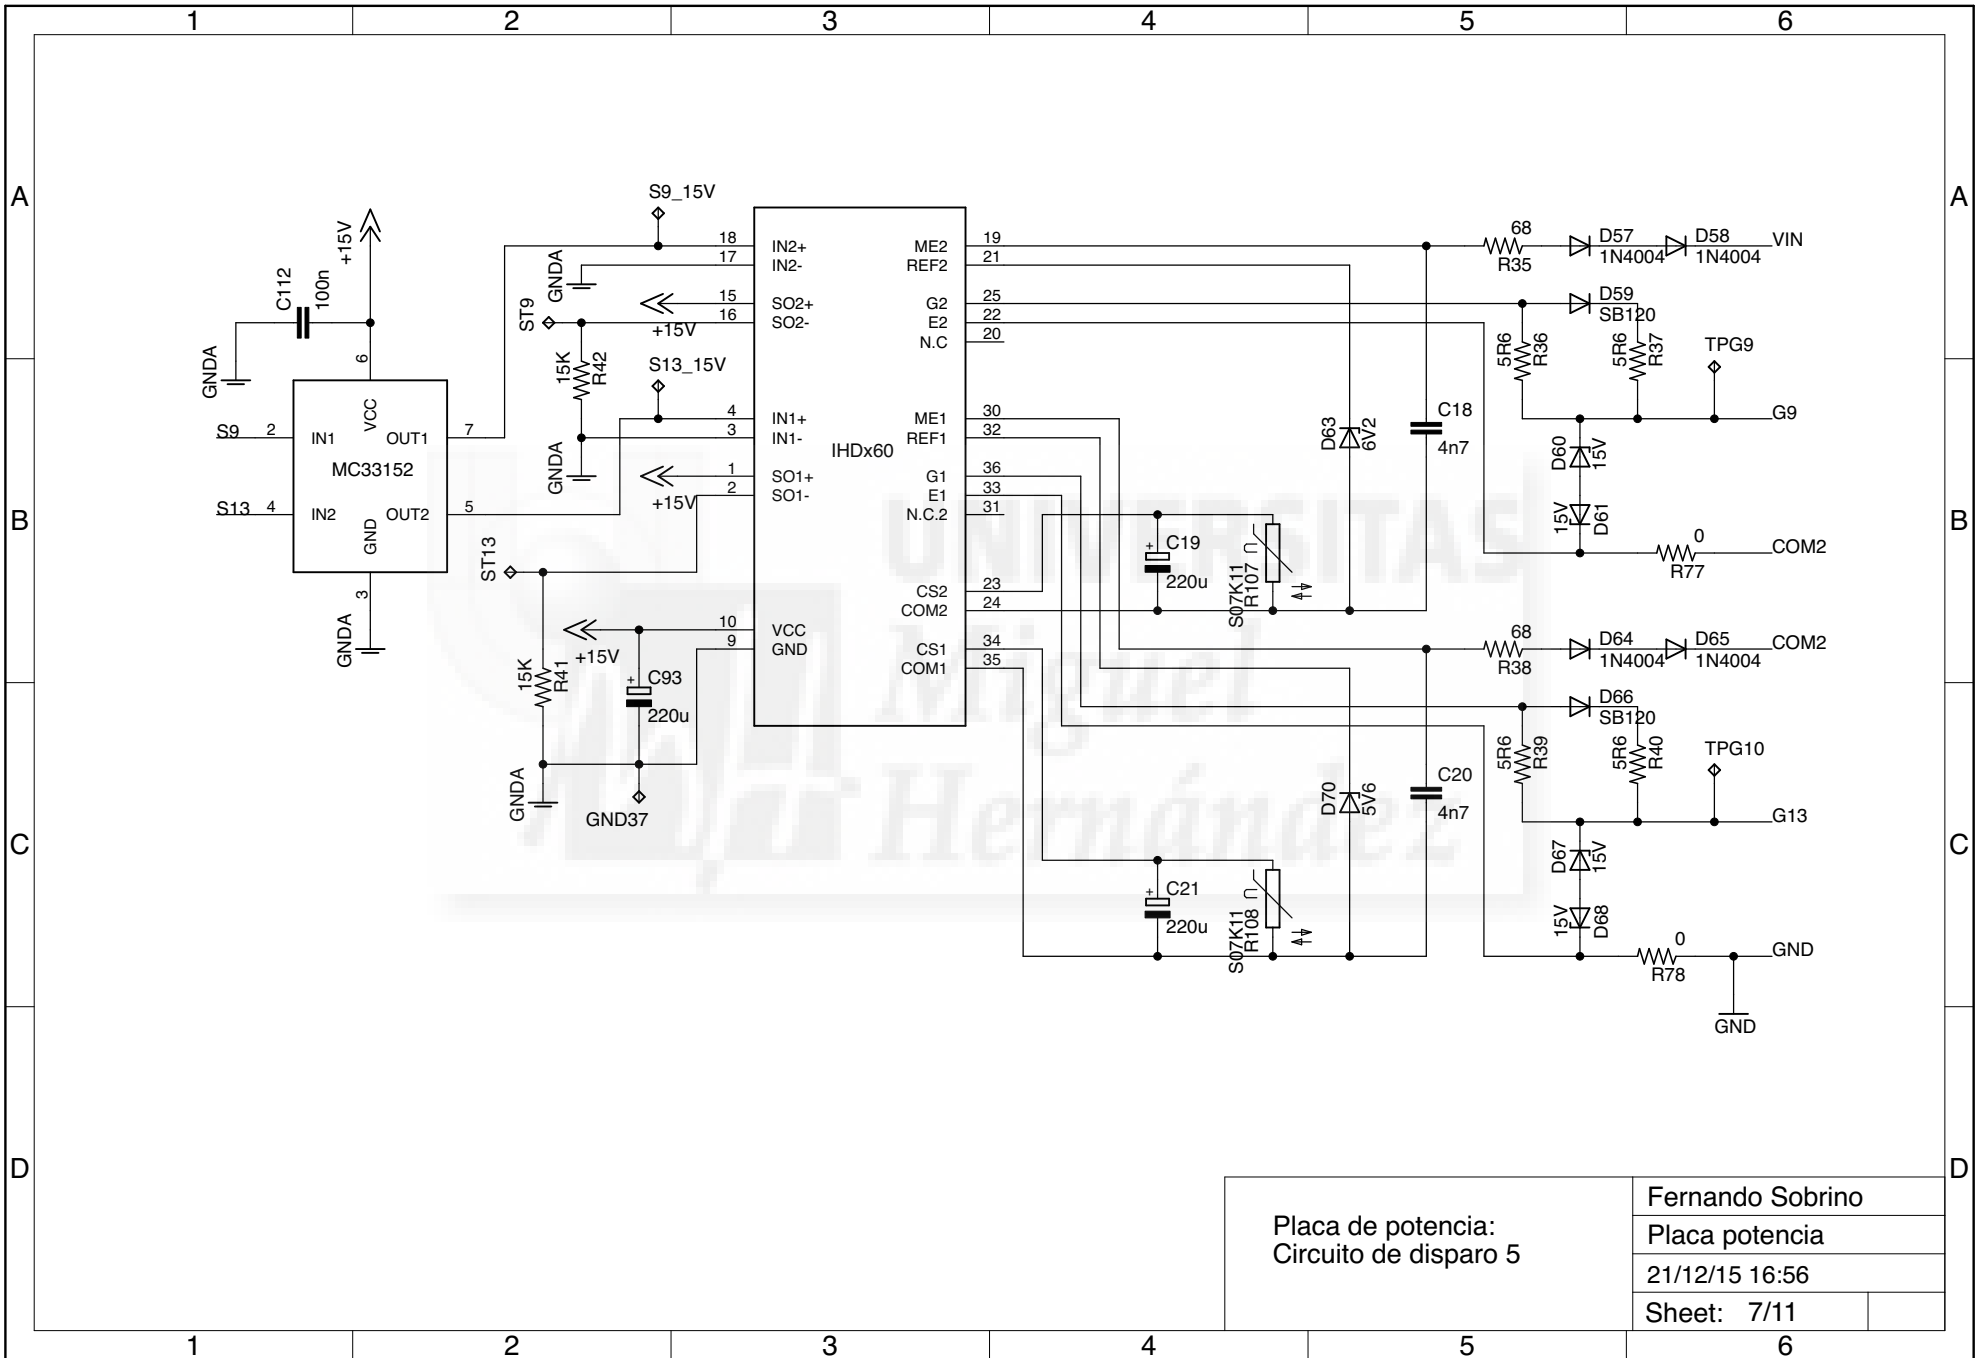 1 2 3 4 5 6
A A
B B
C C
D D
1 2 3 4 5 6
+15V
C112
100n
GNDA
6
VCC
S9 2 IN1 OUT1 7
MC33152
S13 4 IN2 OUT2 5
GND
3
GNDA
S9_15V
GNDA
ST9
+15V
15K
R42
S13_15V
GNDA
+15V
ST13
+15V
15K
R41
C93
+
220u
GNDA
GND37
18 IN2+
17 IN2-
15 SO2+
16 SO2-
4 IN1+
3 IN1-
1 SO1+
2 SO1-
10 VCC
9 GND
IHDx60
ME2 19
REF2 21
G2 25
E2 22
N.C 20
ME1 30
REF1 32
G1 36
E1 33
N.C.2 31
CS2 23
COM2 24
CS1 34
COM1 35
+
C19
220u
U
S07K11
R107
D63
6V2
C18
4n7
68
R35
D57
1N4004
D58
1N4004
VIN
D59
SB120
5R6
R36
5R6
R37
TPG9
G9
D60
15V
15V
D61
0
R77
COM2
68
R38
D64
1N4004
D65
1N4004
COM2
D66
SB120
5R6
R39
5R6
R40
TPG10
G13
D70
5V6
C20
4n7
+
C21
220u
U
S07K11
R108
D67
15V
15V
D68
0
R78
GND
GND
UNIVERSITAS
Miguel
Hernández
Placa de potencia:
Circuito de disparo 5
Fernando Sobrino
Placa potencia
21/12/15 16:56
Sheet: 7/11